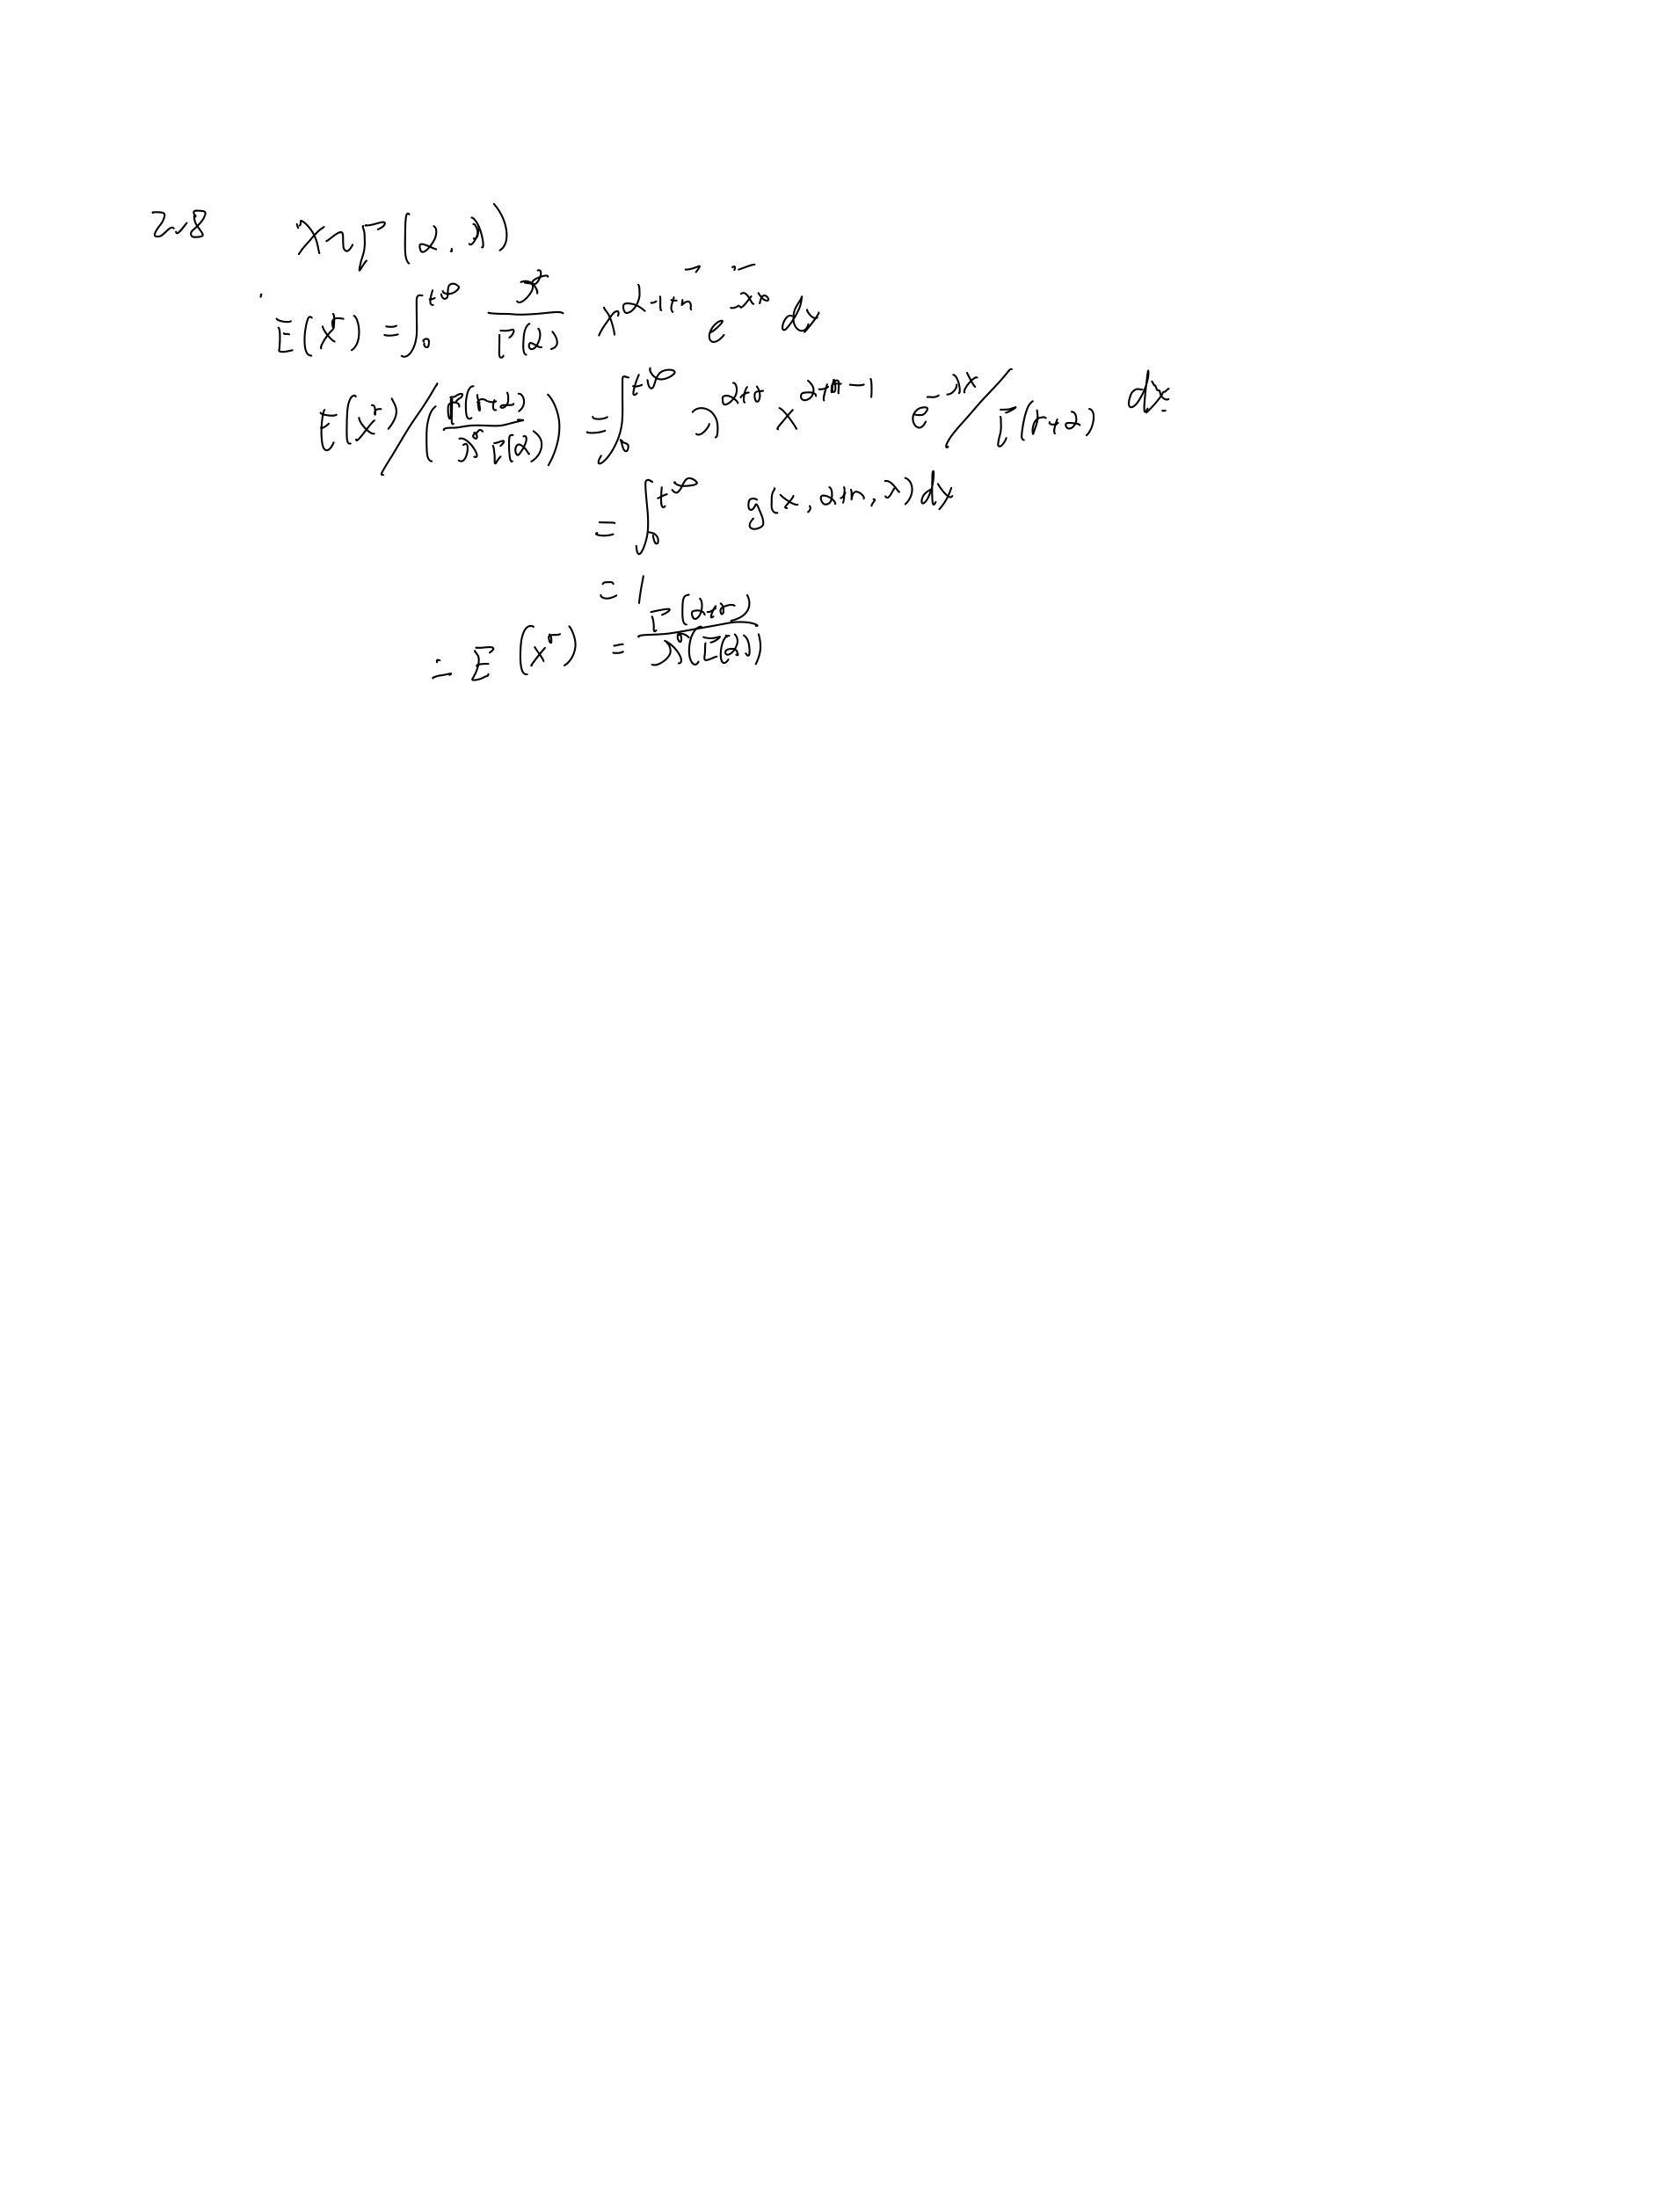 2.8 X~Γ(α.λ)
E(X^r) = ∫_0^{+∞} λ^α/Γ(α) x^{α-1+r} e^{-λx} dx
E(X^r)/(Γ(r+α)/(λ^r Γ(α))) = ∫_0^{+∞} λ^{α+r} x^{α+r-1} e^{-λx}/Γ(r+α) dx
= ∫_0^{+∞} g(x, α+r, λ) dx
= 1
∴ E(X^r) = Γ(α+r)/(λ^r(Γ(α)))